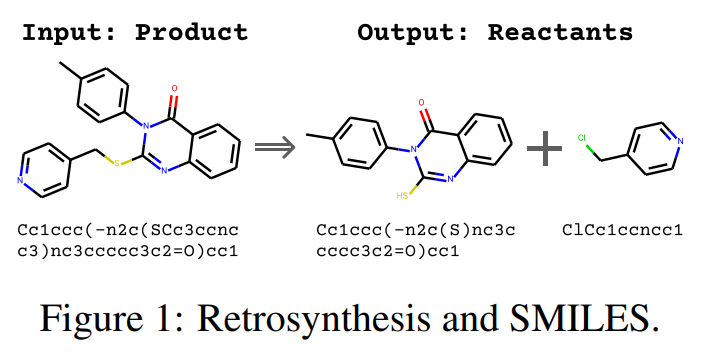 Input: Product
Output: Reactants
O
N
S
N
N
O
N
N
HS
Cl
N
Cc1ccc(-n2c(SCc3ccnc
c3)nc3ccccc3c2=O)cc1
Cc1ccc(-n2c(S)nc3c
cccc3c2=O)cc1
ClCc1ccncc1
Figure 1: Retrosynthesis and SMILES.